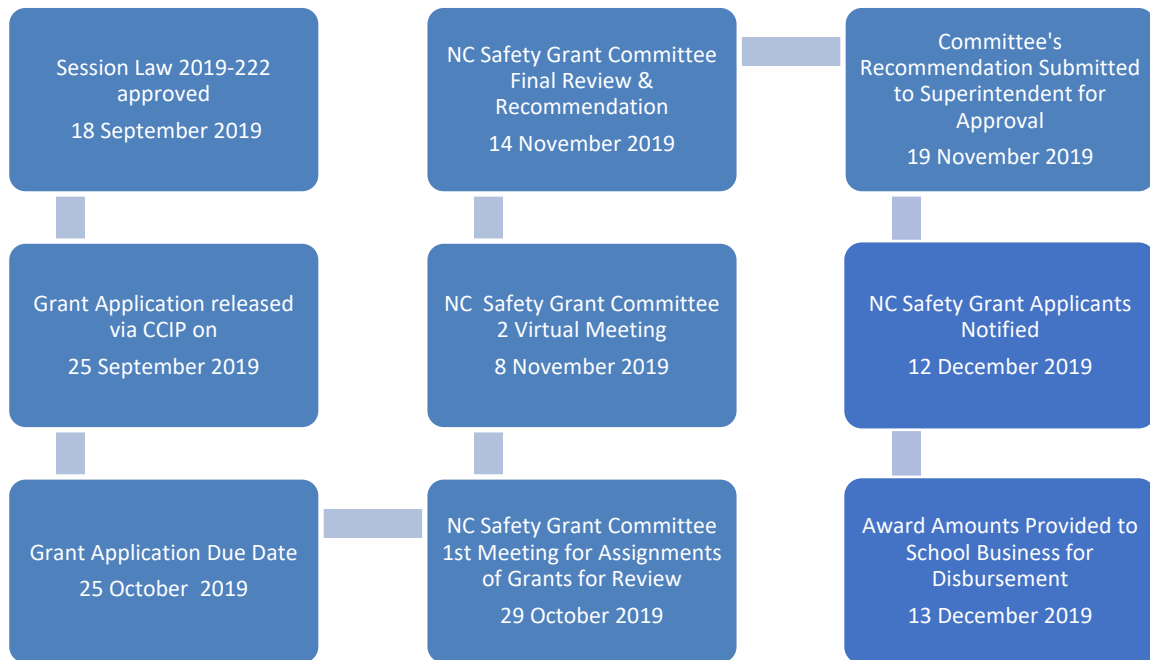 Session Law 2019-222
approved
18 September 2019
Grant Application released
via CCIP on
25 September 2019
Grant Application Due Date
25 October 2019
NC Safety Grant Committee
1st Meeting for Assignments
of Grants for Review
29 October 2019
NC Safety Grant Committee
2 Virtual Meeting
8 November 2019
NC Safety Grant Committee
Final Review &
Recommendation
14 November 2019
Committee's
Recommendation Submitted
to Superintendent for
Approval
19 November 2019
NC Safety Grant Applicants
Notified
12 December 2019
Award Amounts Provided to
School Business for
Disbursement
13 December 2019